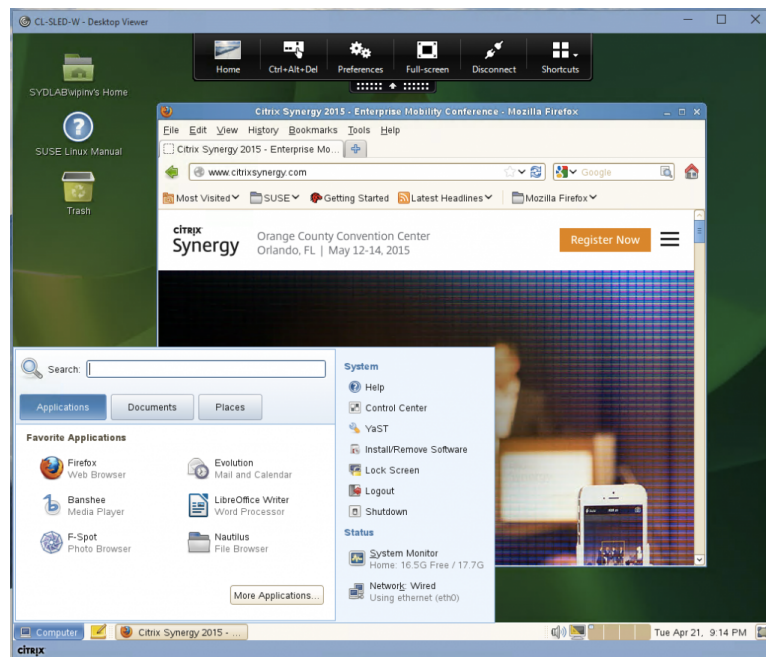 CL-SLED-W - Desktop Viewer
Home Ctrl+Alt+Del Preferences Full-screen Disconnect Shortcuts
SYDLAB\vipinv's Home
SUSE Linux Manual
Trash
Citrix Synergy 2015 - Enterprise Mobility Conference - Mozilla Firefox
File Edit View History Bookmarks Tools Help
Citrix Synergy 2015 - Enterprise Mo...
www.citrixsynergy.com Google
Most Visited SUSE Getting Started Latest Headlines Mozilla Firefox
CITRIX
Synergy
Orange County Convention Center
Orlando, FL | May 12-14, 2015
Register Now
Search:
Applications Documents Places
Favorite Applications
Firefox
Web Browser
Evolution
Mail and Calendar
Banshee
Media Player
LibreOffice Writer
Word Processor
F-Spot
Photo Browser
Nautilus
File Browser
More Applications...
System
Help
Control Center
YaST
Install/Remove Software
Lock Screen
Logout
Shutdown
Status
System Monitor
Home: 16.5G Free / 17.7G
Network: Wired
Using ethernet (eth0)
Computer Citrix Synergy 2015 - ... Tue Apr 21, 9:14 PM
CITRIX